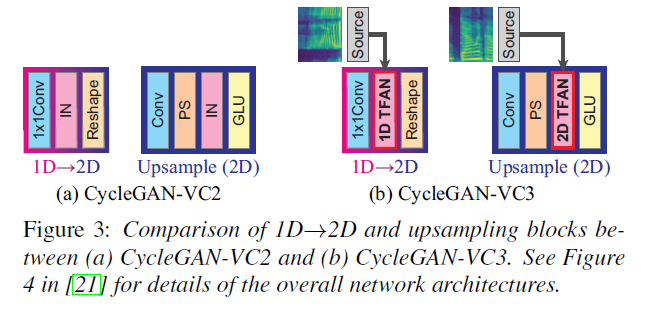 Source
Source
1x1Conv
IN
Reshape
Conv
PS
IN
GLU
1x1Conv
1D TFAN
Reshape
Conv
PS
2D TFAN
GLU
1D→2D
Upsample (2D)
1D→2D
Upsample (2D)
(a) CycleGAN-VC2
(b) CycleGAN-VC3
Figure 3: Comparison of 1D→2D and upsampling blocks be-
tween (a) CycleGAN-VC2 and (b) CycleGAN-VC3. See Figure
4 in [21] for details of the overall network architectures.